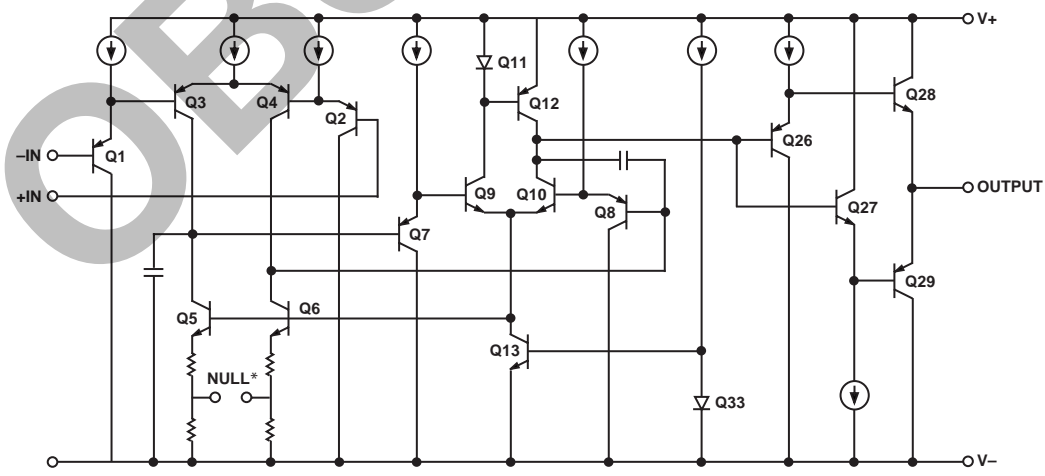 OBSOLETE
V+
Q11
Q3
Q4
Q2
Q12
Q28
Q26
–IN
Q1
+IN
Q9
Q10
Q8
OUTPUT
Q27
Q7
Q29
Q5
Q6
Q13
NULL*
Q33
V–